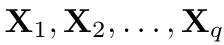 X₁, X₂, . . . , X_q